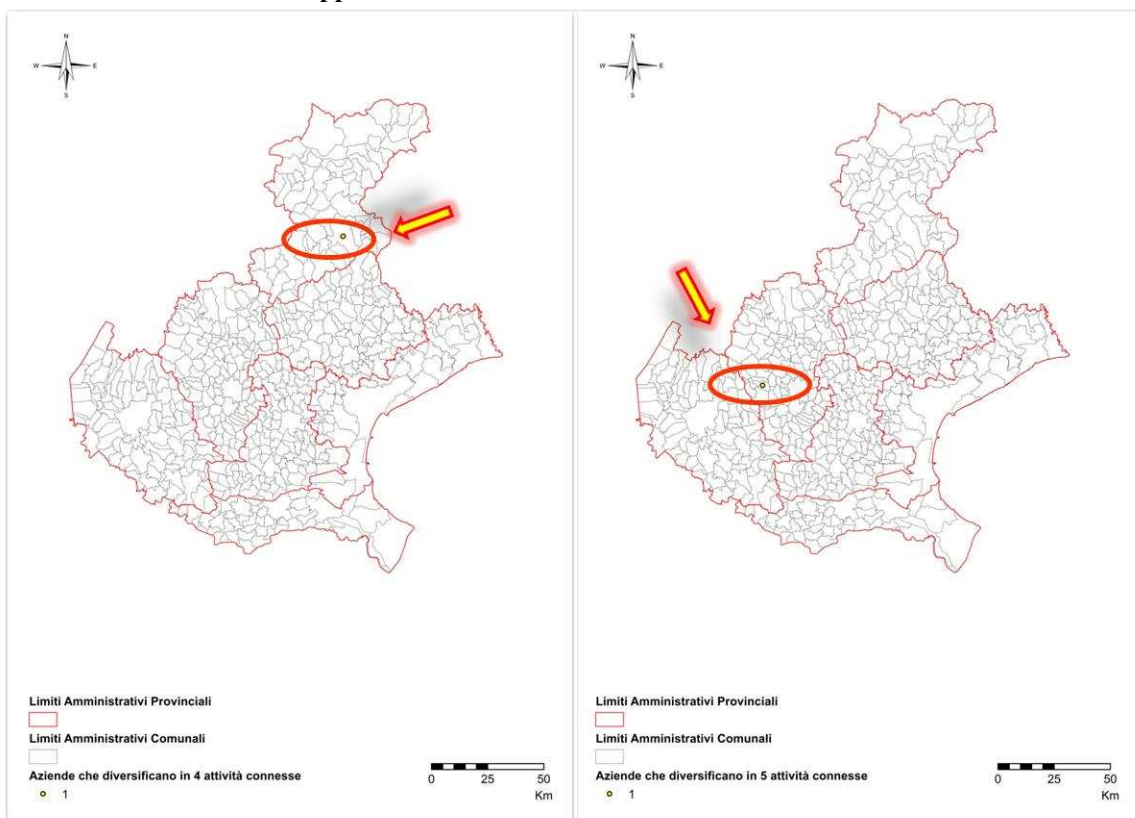 pp
N
W E
S
Limiti Amministrativi Provinciali
Limiti Amministrativi Comunali
Aziende che diversificano in 4 attività connesse
1
0 25 50
Km
N
W E
S
Limiti Amministrativi Provinciali
Limiti Amministrativi Comunali
Aziende che diversificano in 5 attività connesse
1
0 25 50
Km